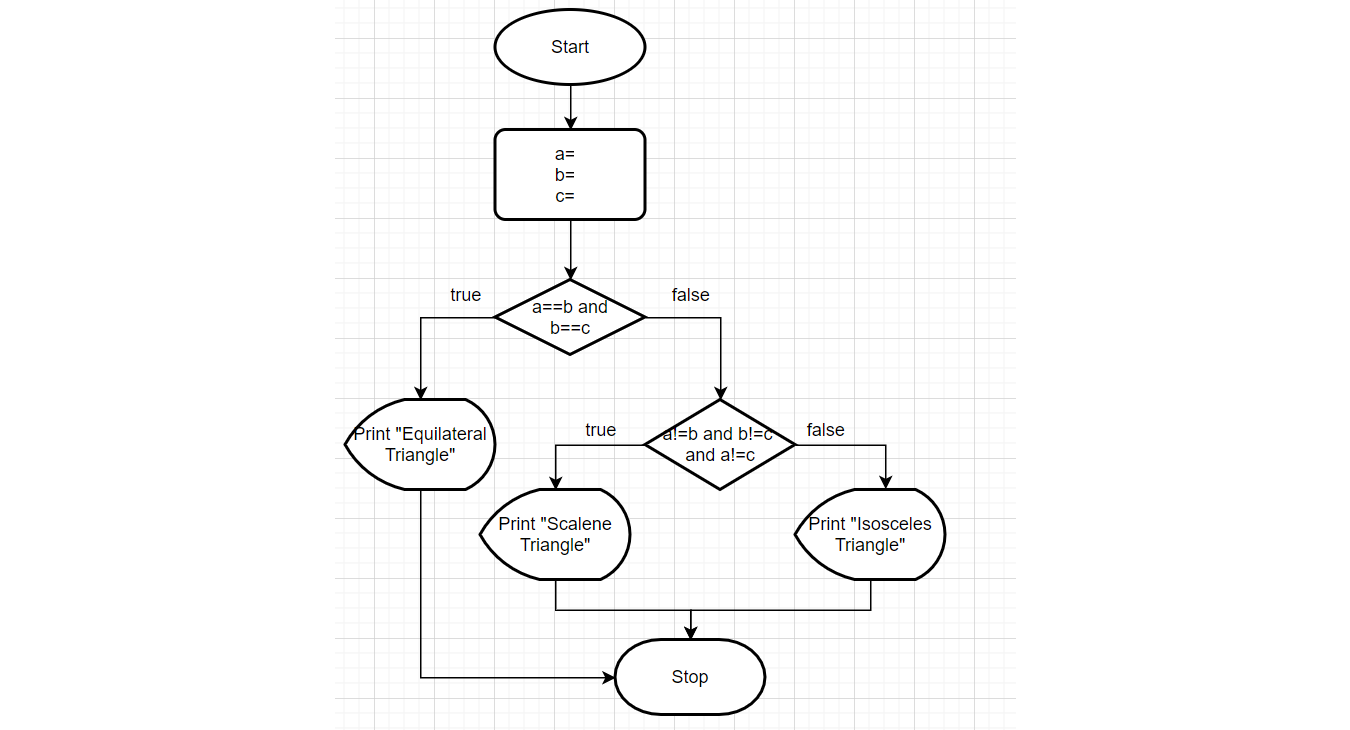 Start
a=
b=
c=
true
false
a==b and
b==c
Print "Equilateral
Triangle"
true
a!=b and b!=c
and a!=c
false
Print "Scalene
Triangle"
Print "Isosceles
Triangle"
Stop